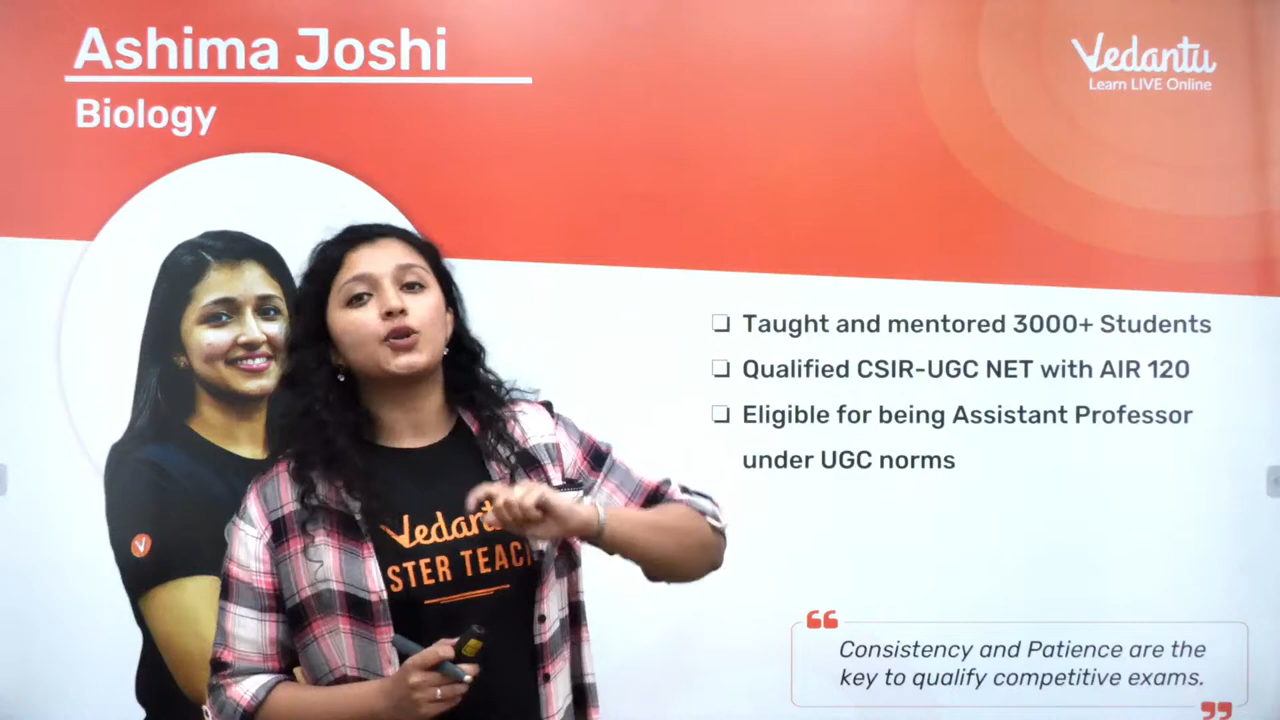 Ashima Joshi
Biology
Vedantu
Learn LIVE Online
❑ Taught and mentored 3000+ Students
❑ Qualified CSIR-UGC NET with AIR 120
❑ Eligible for being Assistant Professor
under UGC norms
V
Consistency and Patience are the
key to qualify competitive exams.